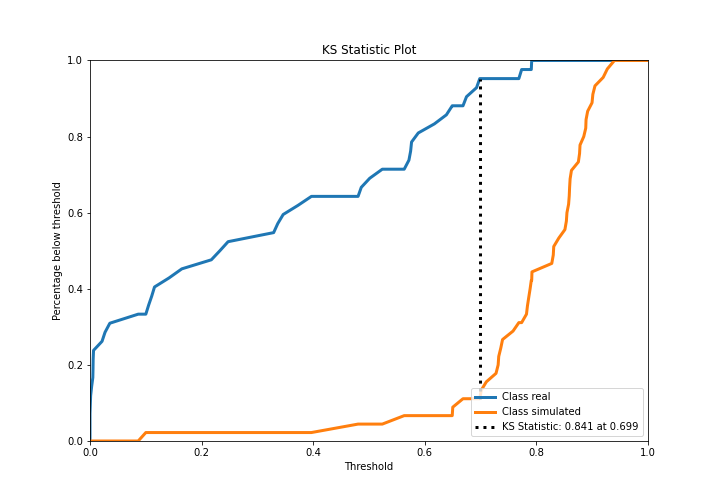 KS Statistic Plot
1.0
0.8
0.6
0.4
0.2
0.0
Percentage below threshold
0.0 0.2 0.4 0.6 0.8 1.0
Threshold
Class real
Class simulated
KS Statistic: 0.841 at 0.699